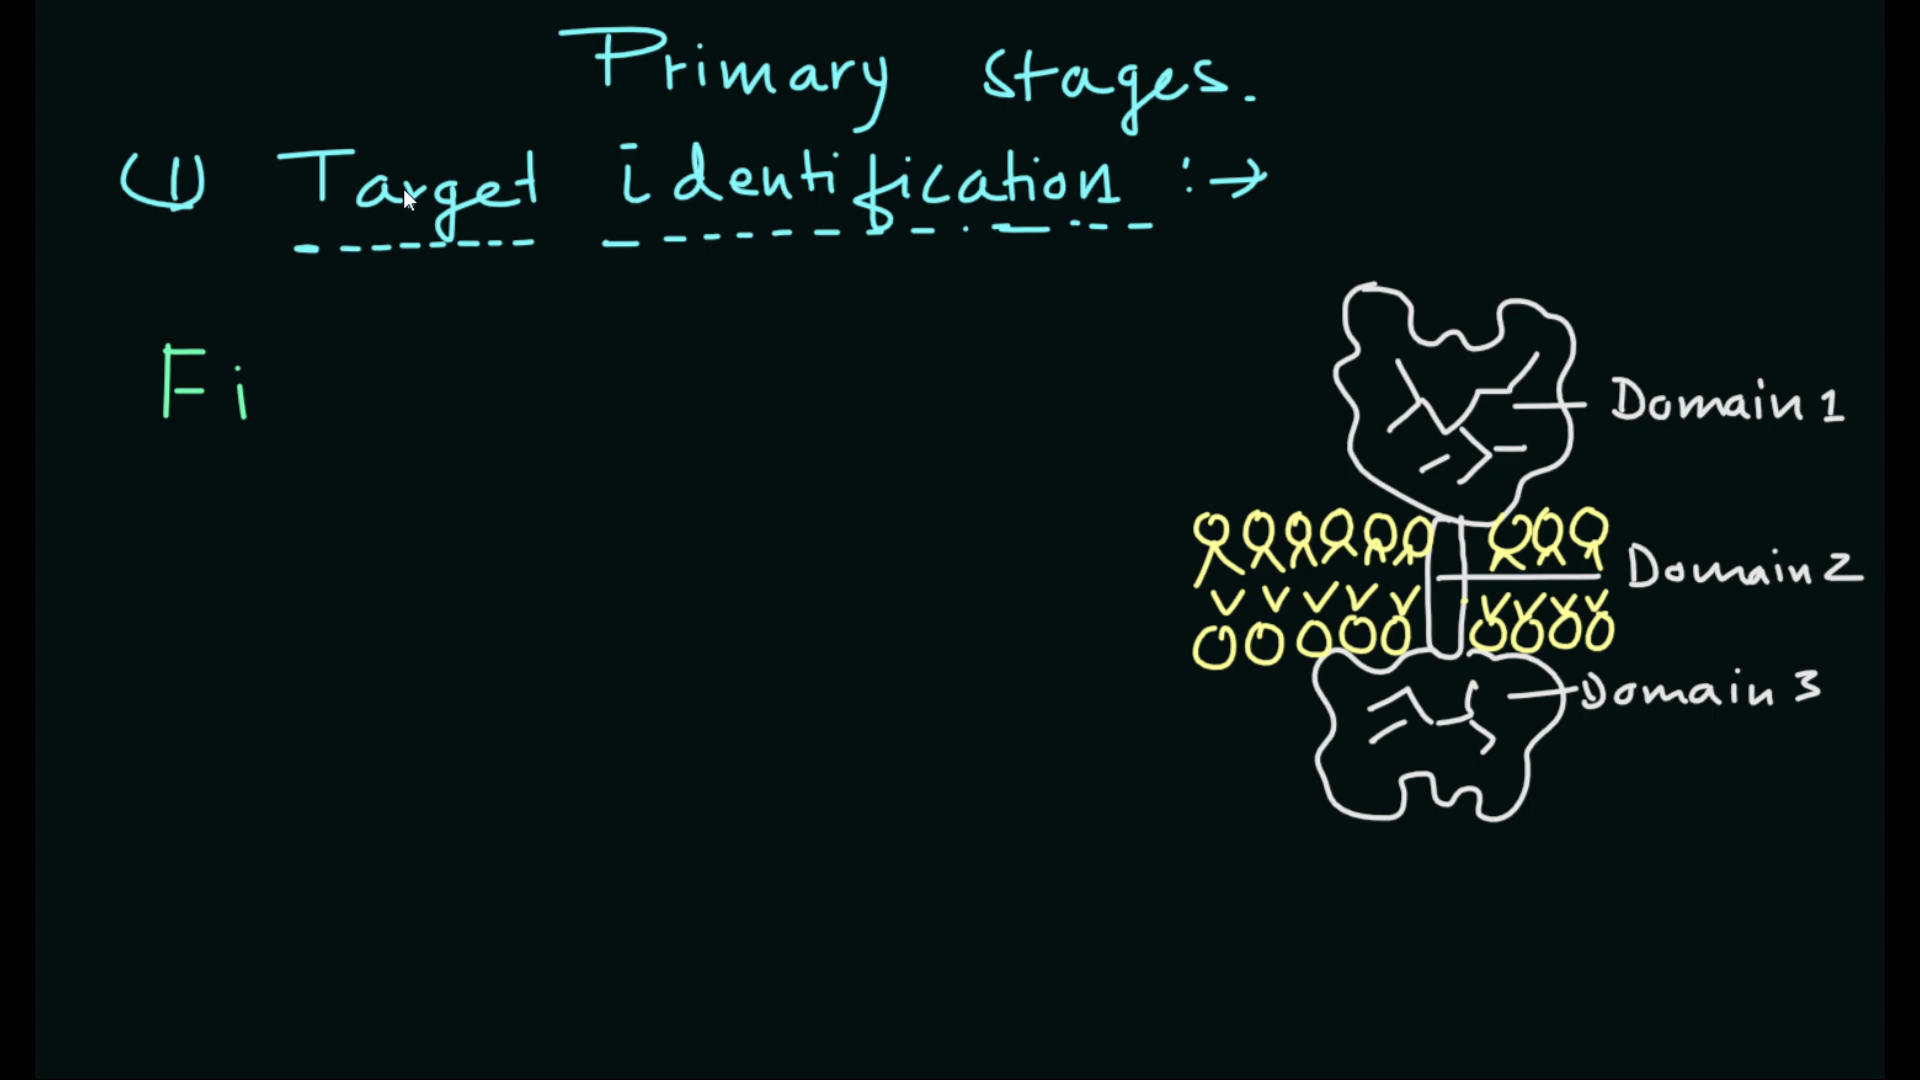 Primary Stages.
(1) Target identification :→
Fi
Domain 1
Domain 2
Domain 3